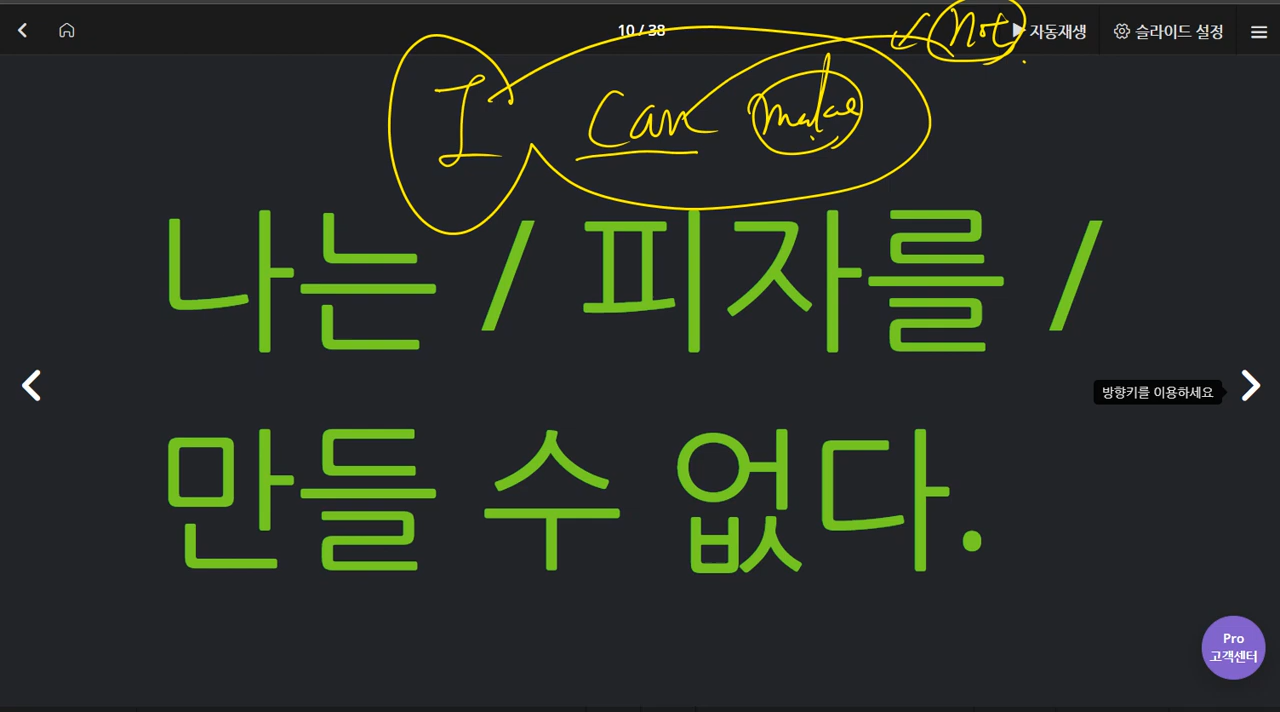 10 / 38
자동재생
슬라이드 설정
not
I can make
나는 / 피자를 /
만들 수 없다.
방향키를 이용하세요
Pro
고객센터